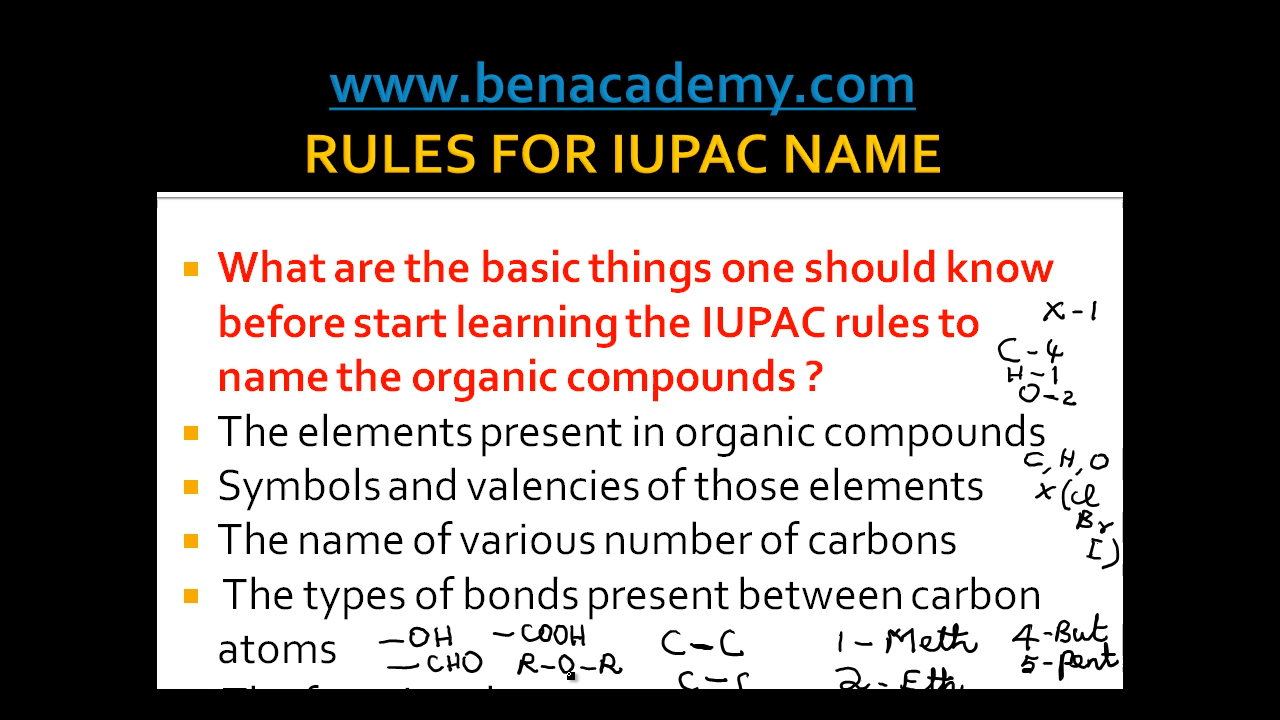 www.benacademy.com
RULES FOR IUPAC NAME
What are the basic things one should know
before start learning the IUPAC rules to
name the organic compounds ?
X-1
C-4
H-1
O-2
The elements present in organic compounds
C, H, O
Symbols and valencies of those elements
X (Cl
Br
I)
The name of various number of carbons
The types of bonds present between carbon
atoms
-OH -COOH C-C 1-Meth 4-But
-CHO R-O-R 5-Pent
2-Eth